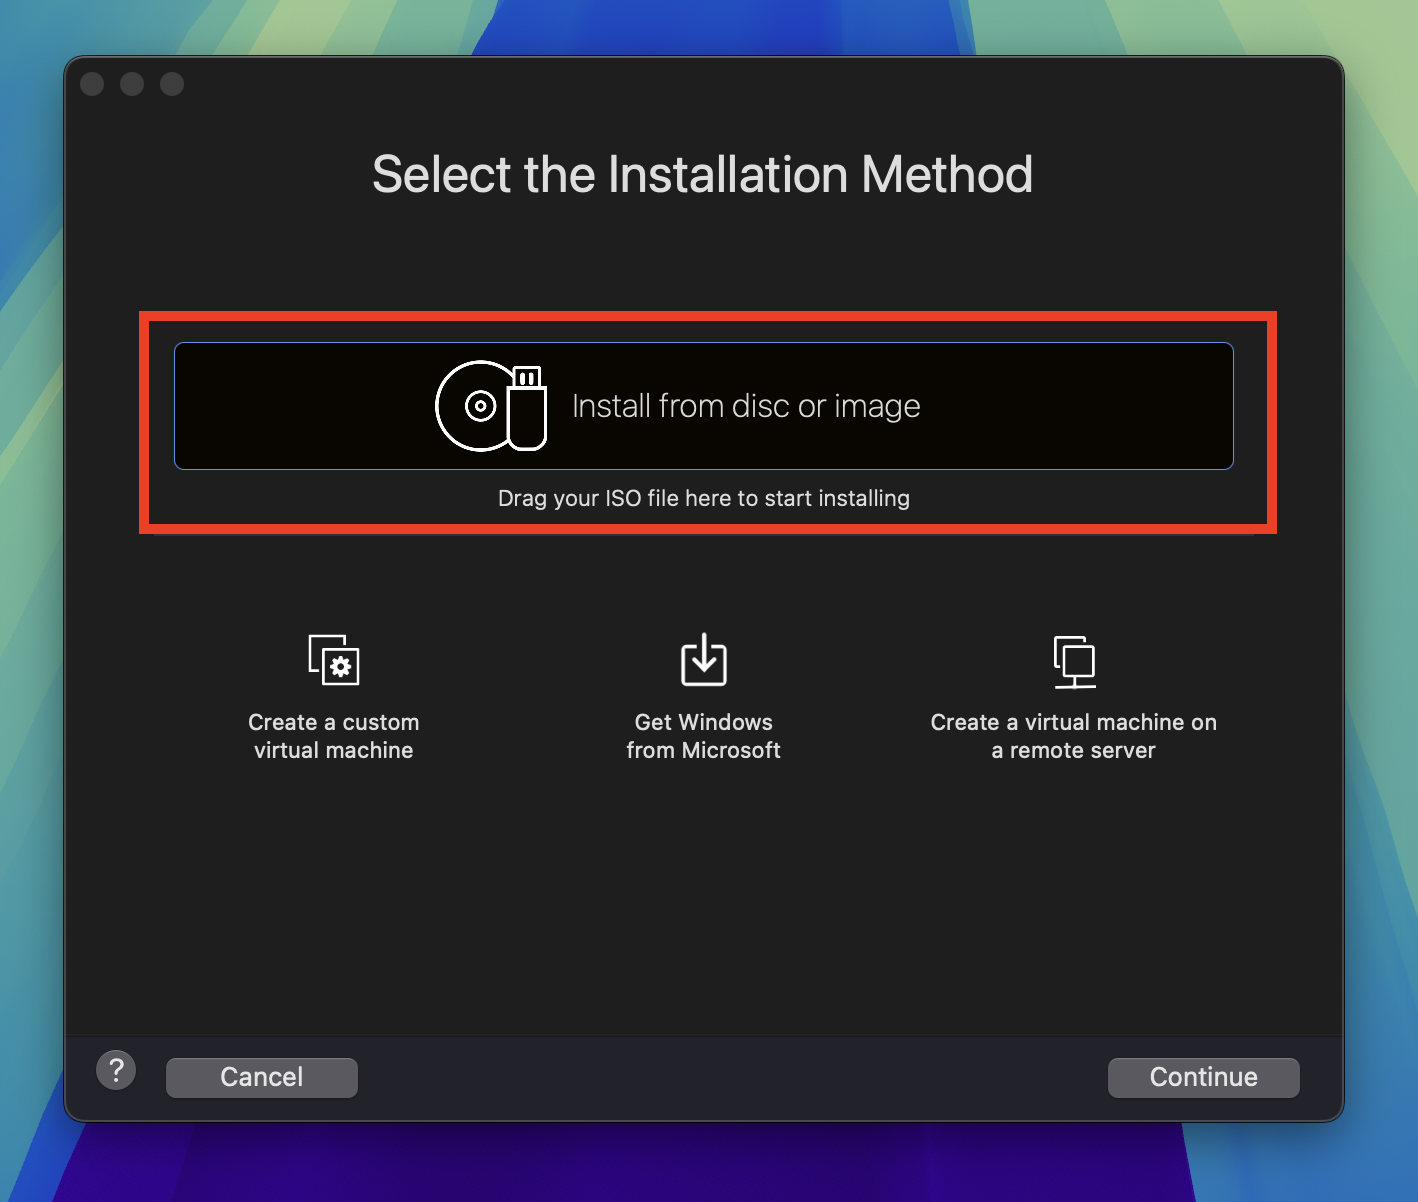 Select the Installation Method
Install from disc or image
Drag your ISO file here to start installing
Create a custom
virtual machine
Get Windows
from Microsoft
Create a virtual machine on
a remote server
?
Cancel
Continue